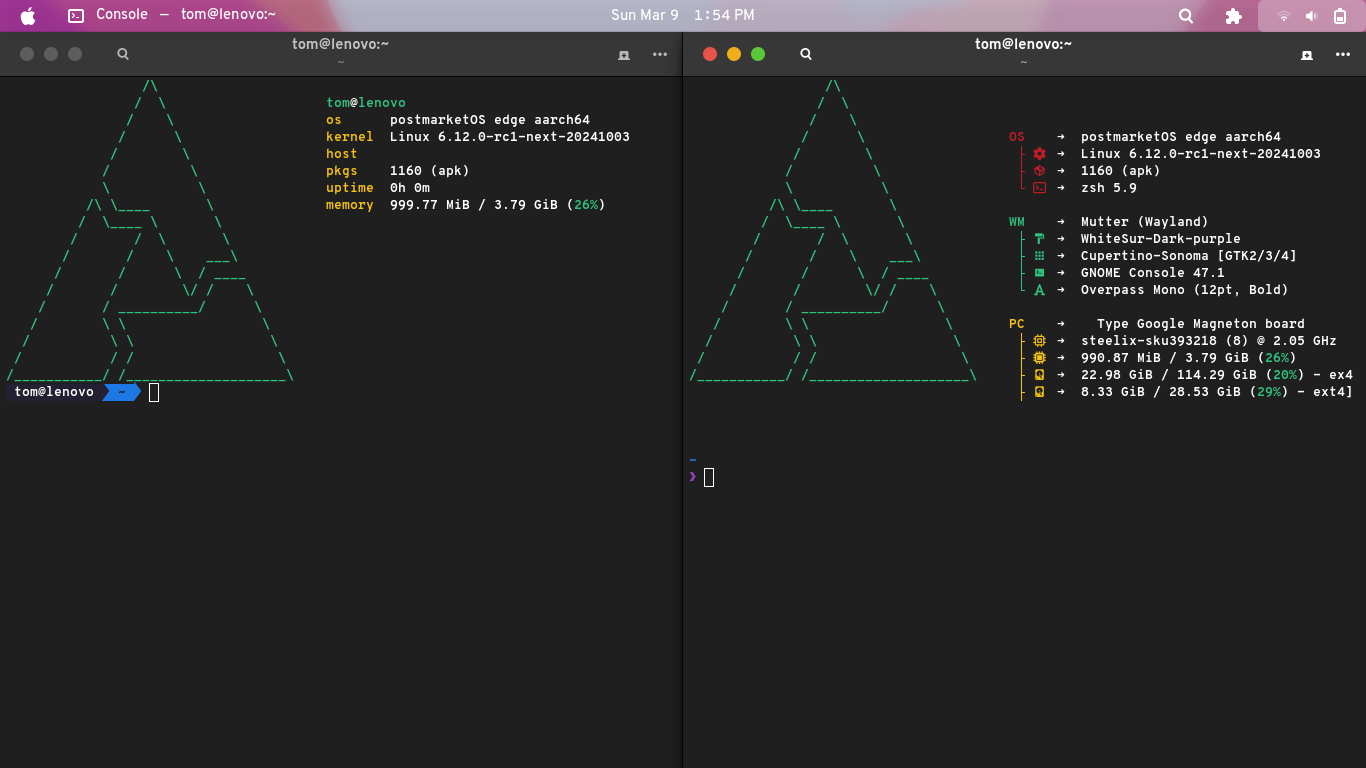 Console — tom@lenovo:~
Sun Mar 9 1:54 PM
tom@lenovo:~
~
tom@lenovo
os postmarketOS edge aarch64
kernel Linux 6.12.0-rc1-next-20241003
host
pkgs 1160 (apk)
uptime 0h 0m
memory 999.77 MiB / 3.79 GiB (26%)
tom@lenovo ~
tom@lenovo:~
~
OS → postmarketOS edge aarch64
→ Linux 6.12.0-rc1-next-20241003
→ 1160 (apk)
→ zsh 5.9
WM → Mutter (Wayland)
→ WhiteSur-Dark-purple
→ Cupertino-Sonoma [GTK2/3/4]
→ GNOME Console 47.1
→ Overpass Mono (12pt, Bold)
PC → Type Google Magneton board
→ steelix-sku393218 (8) @ 2.05 GHz
→ 990.87 MiB / 3.79 GiB (26%)
→ 22.98 GiB / 114.29 GiB (20%) - ex4
→ 8.33 GiB / 28.53 GiB (29%) - ext4]
~
❯